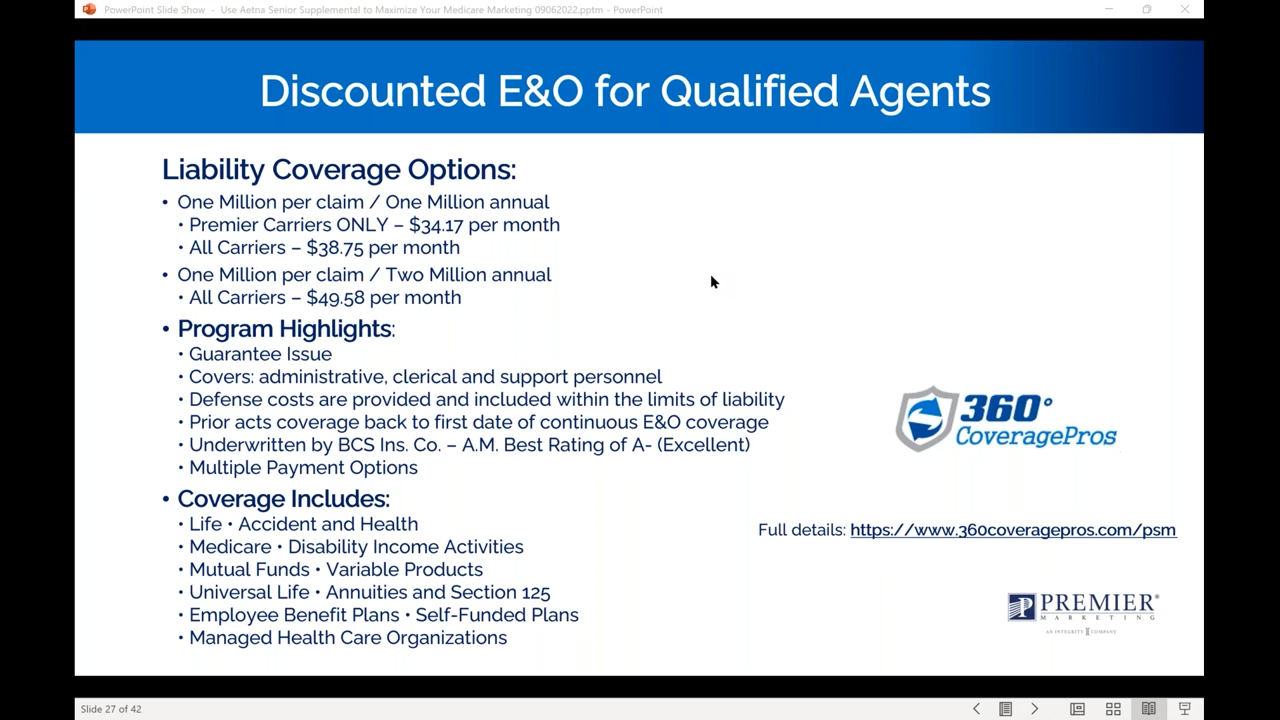 PowerPoint Slide Show - Use Aetna Senior Supplemental to Maximize Your Medicare Marketing 09062022.pptm - PowerPoint
Discounted E&O for Qualified Agents
Liability Coverage Options:
• One Million per claim / One Million annual
• Premier Carriers ONLY – $34.17 per month
• All Carriers – $38.75 per month
• One Million per claim / Two Million annual
• All Carriers – $49.58 per month
• Program Highlights:
• Guarantee Issue
• Covers: administrative, clerical and support personnel
• Defense costs are provided and included within the limits of liability
• Prior acts coverage back to first date of continuous E&O coverage
• Underwritten by BCS Ins. Co. – A.M. Best Rating of A- (Excellent)
• Multiple Payment Options
• Coverage Includes:
• Life • Accident and Health
• Medicare • Disability Income Activities
• Mutual Funds • Variable Products
• Universal Life • Annuities and Section 125
• Employee Benefit Plans • Self-Funded Plans
• Managed Health Care Organizations
360°
CoveragePros
Full details: https://www.360coveragepros.com/psm
PREMIER®
MARKETING
AN INTEGRITY COMPANY
Slide 27 of 42